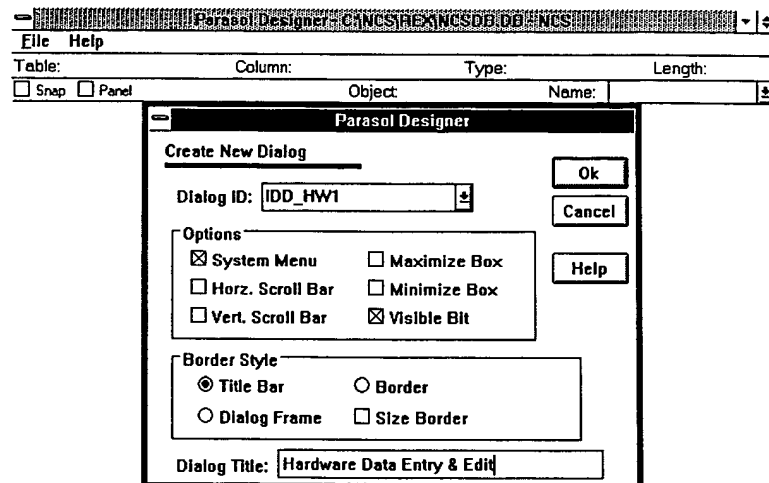 Parasol Designer - C:\NCS\REX\NCSDB.DB - NCS
File Help
Table: Column: Type: Length:
Snap Panel Object: Name:
Parasol Designer
Create New Dialog
Ok
Dialog ID: IDD_HW1
Cancel
Options
System Menu Maximize Box
Help
Horz. Scroll Bar Minimize Box
Vert. Scroll Bar Visible Bit
Border Style
Title Bar Border
Dialog Frame Size Border
Dialog Title: Hardware Data Entry & Edit